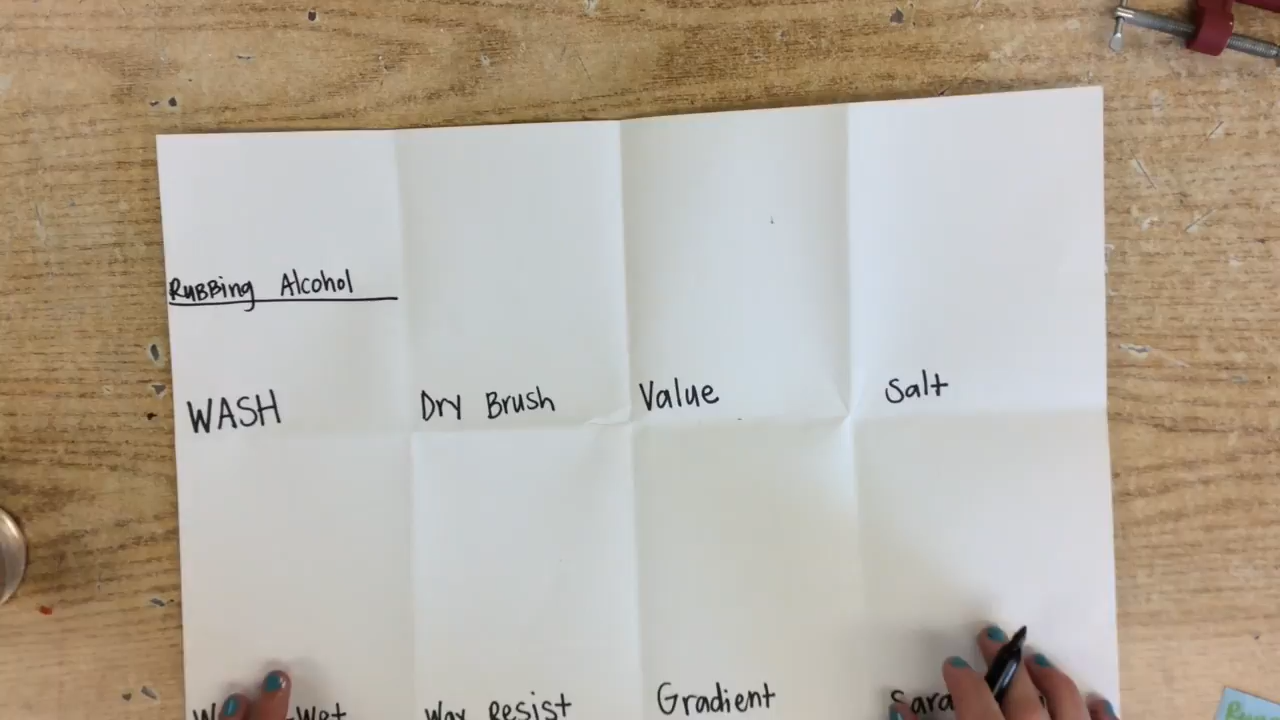 RUBBing Alcohol
WASH
Dry Brush
Value
Salt
Wax Resist
Gradient